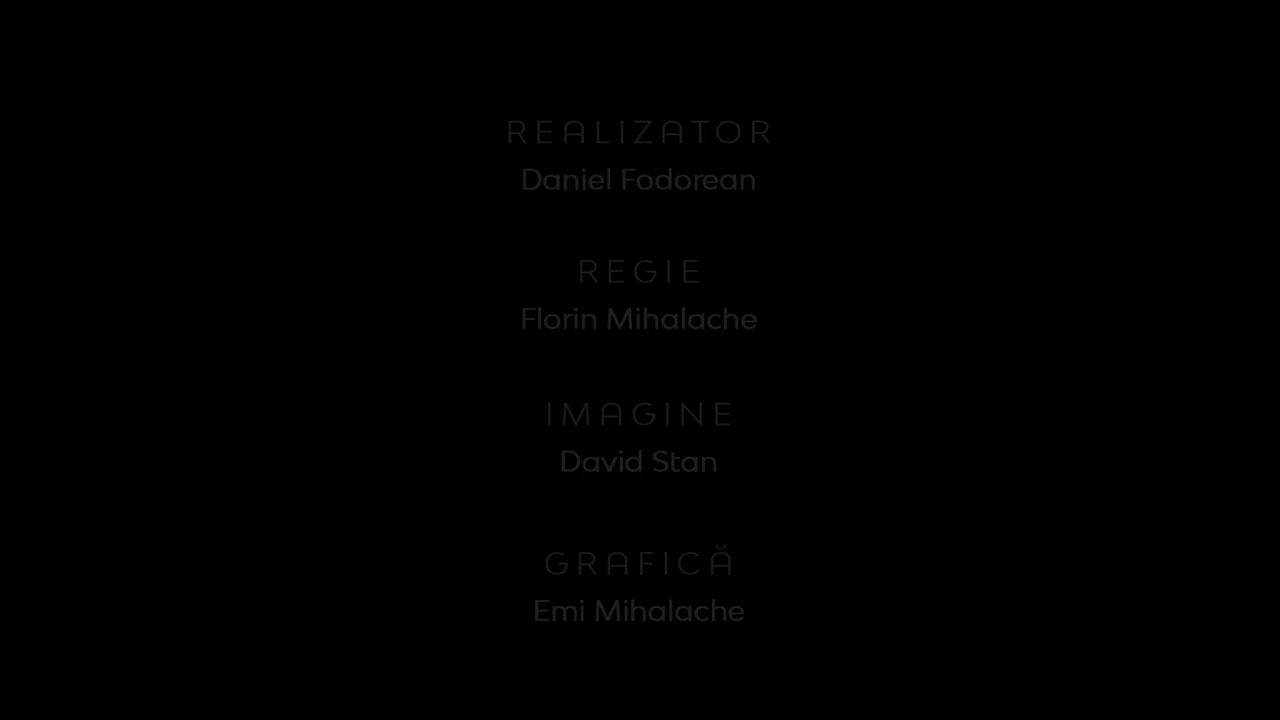 REALIZATOR
Daniel Fodorean
REGIE
Florin Mihalache
IMAGINE
David Stan
GRAFICĂ
Emi Mihalache